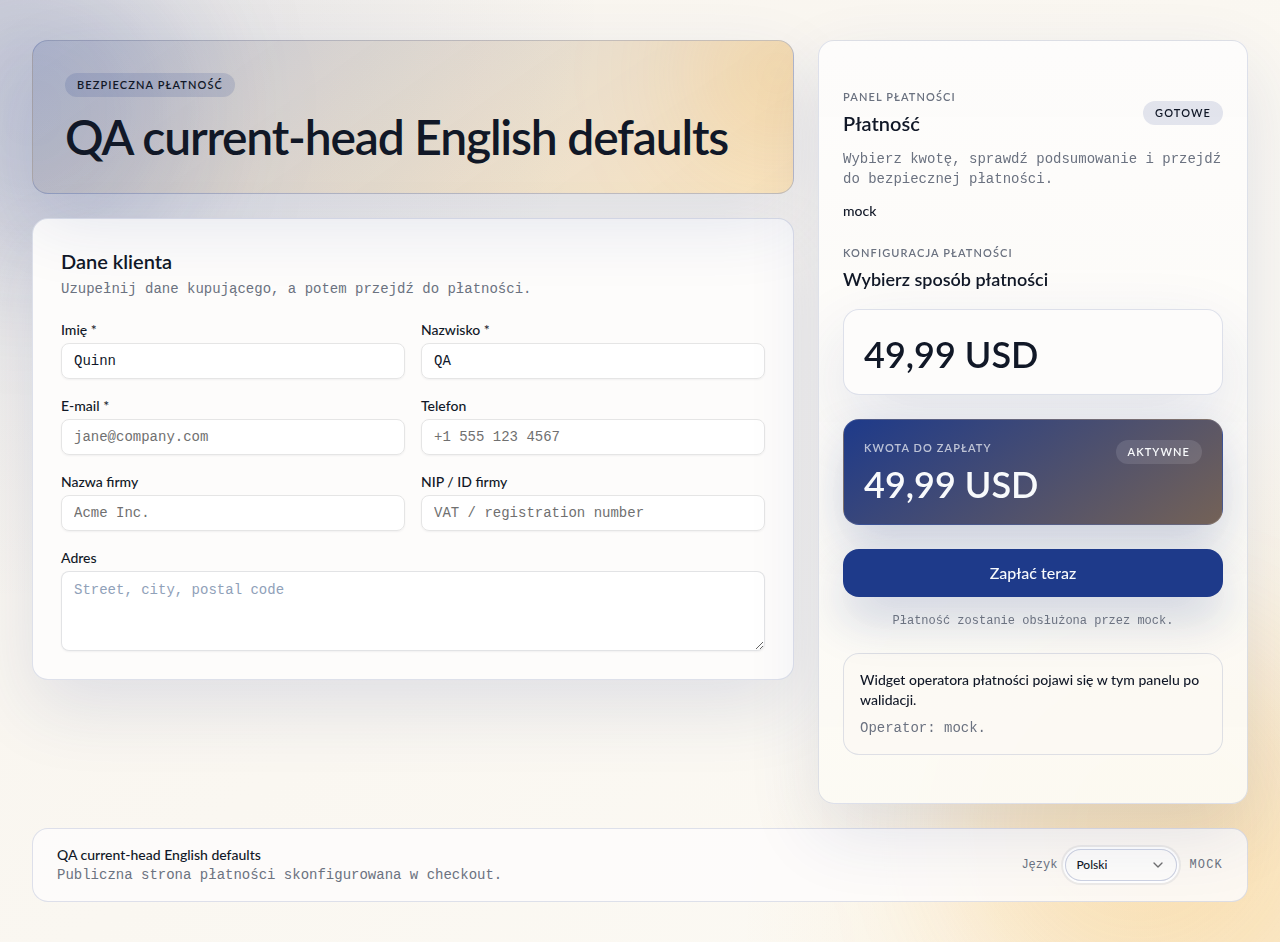 BEZPIECZNA PŁATNOŚĆ
QA current-head English defaults
Dane klienta
Uzupełnij dane kupującego, a potem przejdź do płatności.
Imię *
Nazwisko *
Quinn
QA
E-mail *
Telefon
jane@company.com
+1 555 123 4567
Nazwa firmy
NIP / ID firmy
Acme Inc.
VAT / registration number
Adres
Street, city, postal code
PANEL PŁATNOŚCI
Płatność
GOTOWE
Wybierz kwotę, sprawdź podsumowanie i przejdź
do bezpiecznej płatności.
mock
KONFIGURACJA PŁATNOŚCI
Wybierz sposób płatności
49,99 USD
KWOTA DO ZAPŁATY
AKTYWNE
49,99 USD
Zapłać teraz
Płatność zostanie obsłużona przez mock.
Widget operatora płatności pojawi się w tym panelu po
walidacji.
Operator: mock.
QA current-head English defaults
Publiczna strona płatności skonfigurowana w checkout.
Język
Polski
MOCK